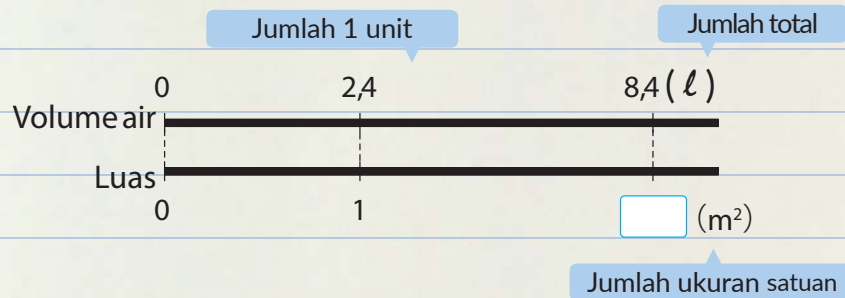 Jumlah 1 unit
Jumlah total
0 2,4 8,4 (ℓ)
Volume air
Luas
0 1 (m²)
Jumlah ukuran satuan